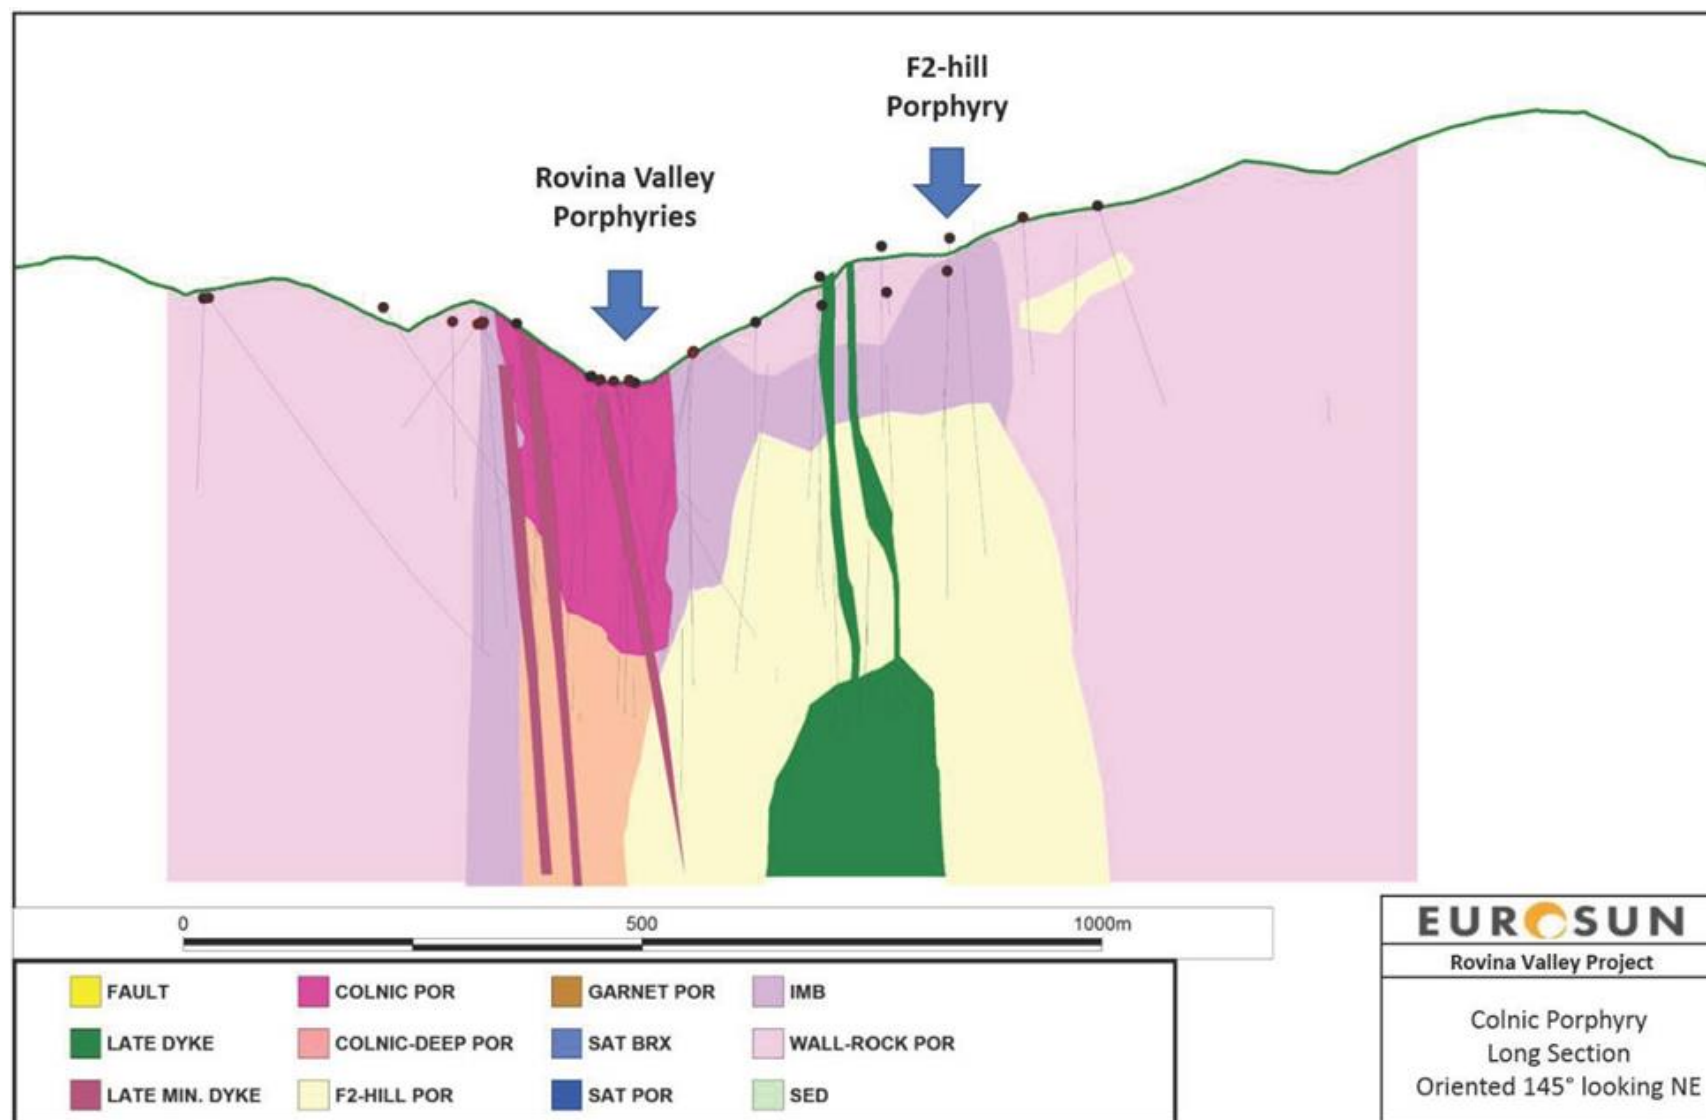 F2-hill
Porphyry
Rovina Valley
Porphyries
0 500 1000m
FAULT COLNIC POR GARNET POR IMB
LATE DYKE COLNIC-DEEP POR SAT BRX WALL-ROCK POR
LATE MIN. DYKE F2-HILL POR SAT POR SED
EUROSUN
Rovina Valley Project
Colnic Porphyry
Long Section
Oriented 145° looking NE